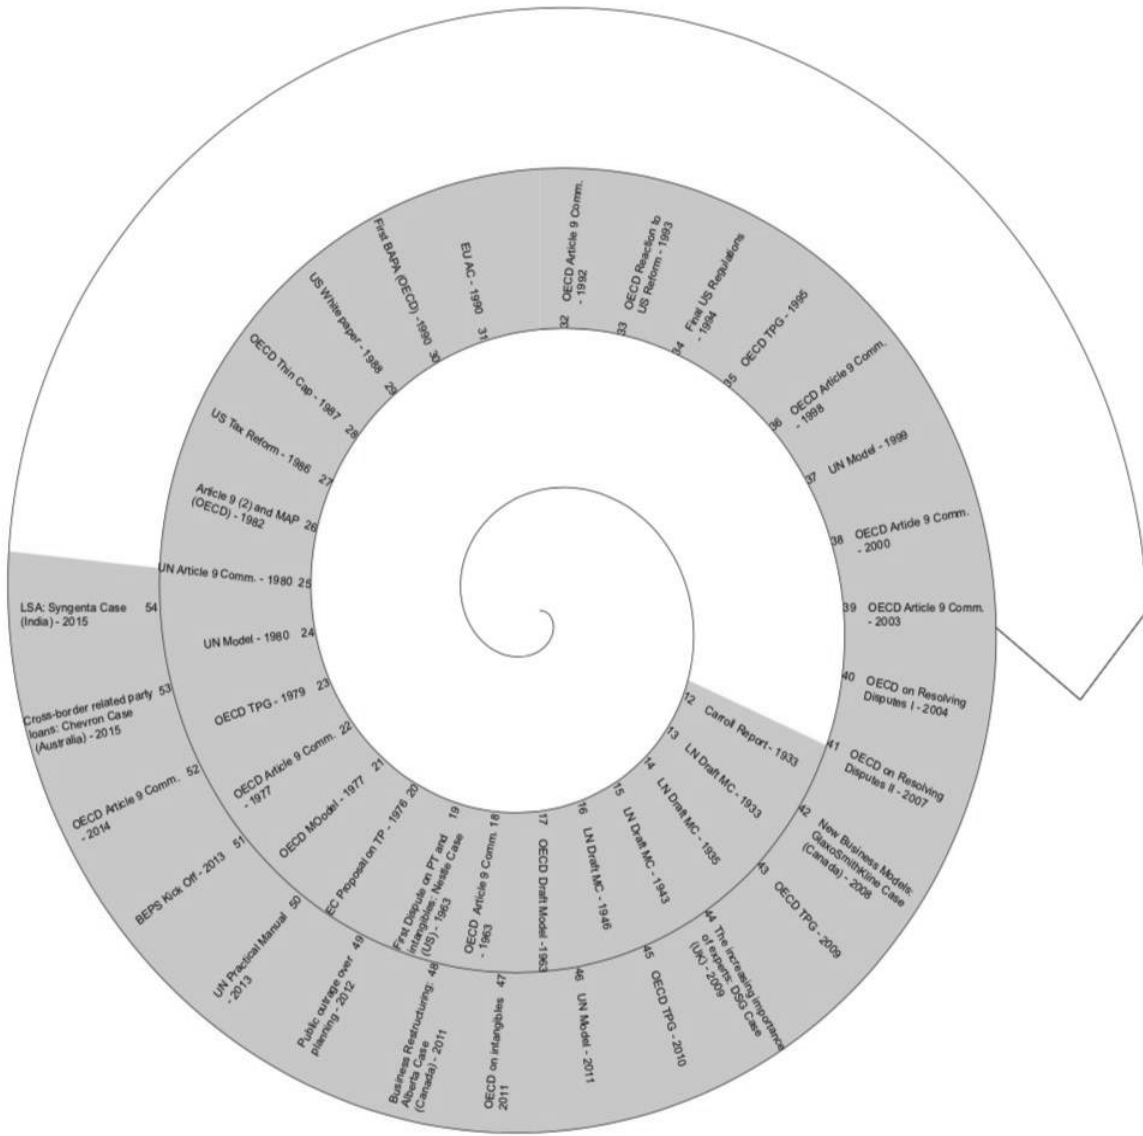 12 Carroll Report - 1933
13 LN Draft MC - 1933
14 LN Draft MC - 1935
15 LN Draft MC - 1943
16 LN Draft MC - 1946
17 OECD Draft Model -1963
18 OECD Article 9 Comm.
- 1963
19 First Dispute on PT and
intangibles: Nestle Case
(US) - 1963
20 EC Proposal on TP - 1976
21 OECD MOodel - 1977
22 OECD Article 9 Comm.
- 1977
23 OECD TPG - 1979
24 UN Model - 1980
25 UN Article 9 Comm. - 1980
26 Article 9 (2) and MAP
(OECD) - 1982
27 US Tax Reform - 1986
28 OECD Thin Cap - 1987
29 US White paper - 1988
30 First BAPA (OECD) -1990
31 EU AC - 1990
32 OECD Article 9 Comm.
- 1992
33 OECD Reaction to
US Reform - 1993
34 Final US Regulations
- 1994
35 OECD TPG - 1995
36 OECD Article 9 Comm.
- 1998
37 UN Model - 1999
38 OECD Article 9 Comm.
- 2000
39 OECD Article 9 Comm.
- 2003
40 OECD on Resolving
Disputes I - 2004
41 OECD on Resolving
Disputes II - 2007
42 New Business Models:
GlaxoSmithKline Case
(Canada) - 2008
43 OECD TPG - 2009
44 The increasing importance
of experts: DSG Case
(UK) - 2009
45 OECD TPG - 2010
46 UN Model - 2011
47 OECD on intangibles
2011
48 Business Restructuring:
Alberta Case
(Canada) - 2011
49 Public outrage over
planning - 2012
50 UN Practical Manual
- 2013
51 BEPS Kick Off - 2013
52 OECD Article 9 Comm.
- 2014
53 Cross-border related party
loans: Chevron Case
(Australia) - 2015
54 LSA: Syngenta Case
(India) - 2015